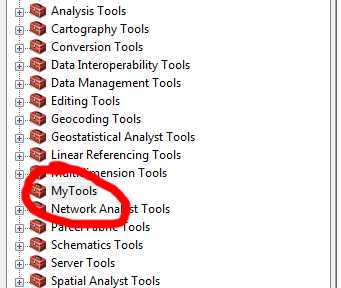 Analysis Tools
Cartography Tools
Conversion Tools
Data Interoperability Tools
Data Management Tools
Editing Tools
Geocoding Tools
Geostatistical Analyst Tools
Linear Referencing Tools
Multidimension Tools
MyTools
Network Analyst Tools
Parcel Fabric Tools
Schematics Tools
Server Tools
Spatial Analyst Tools